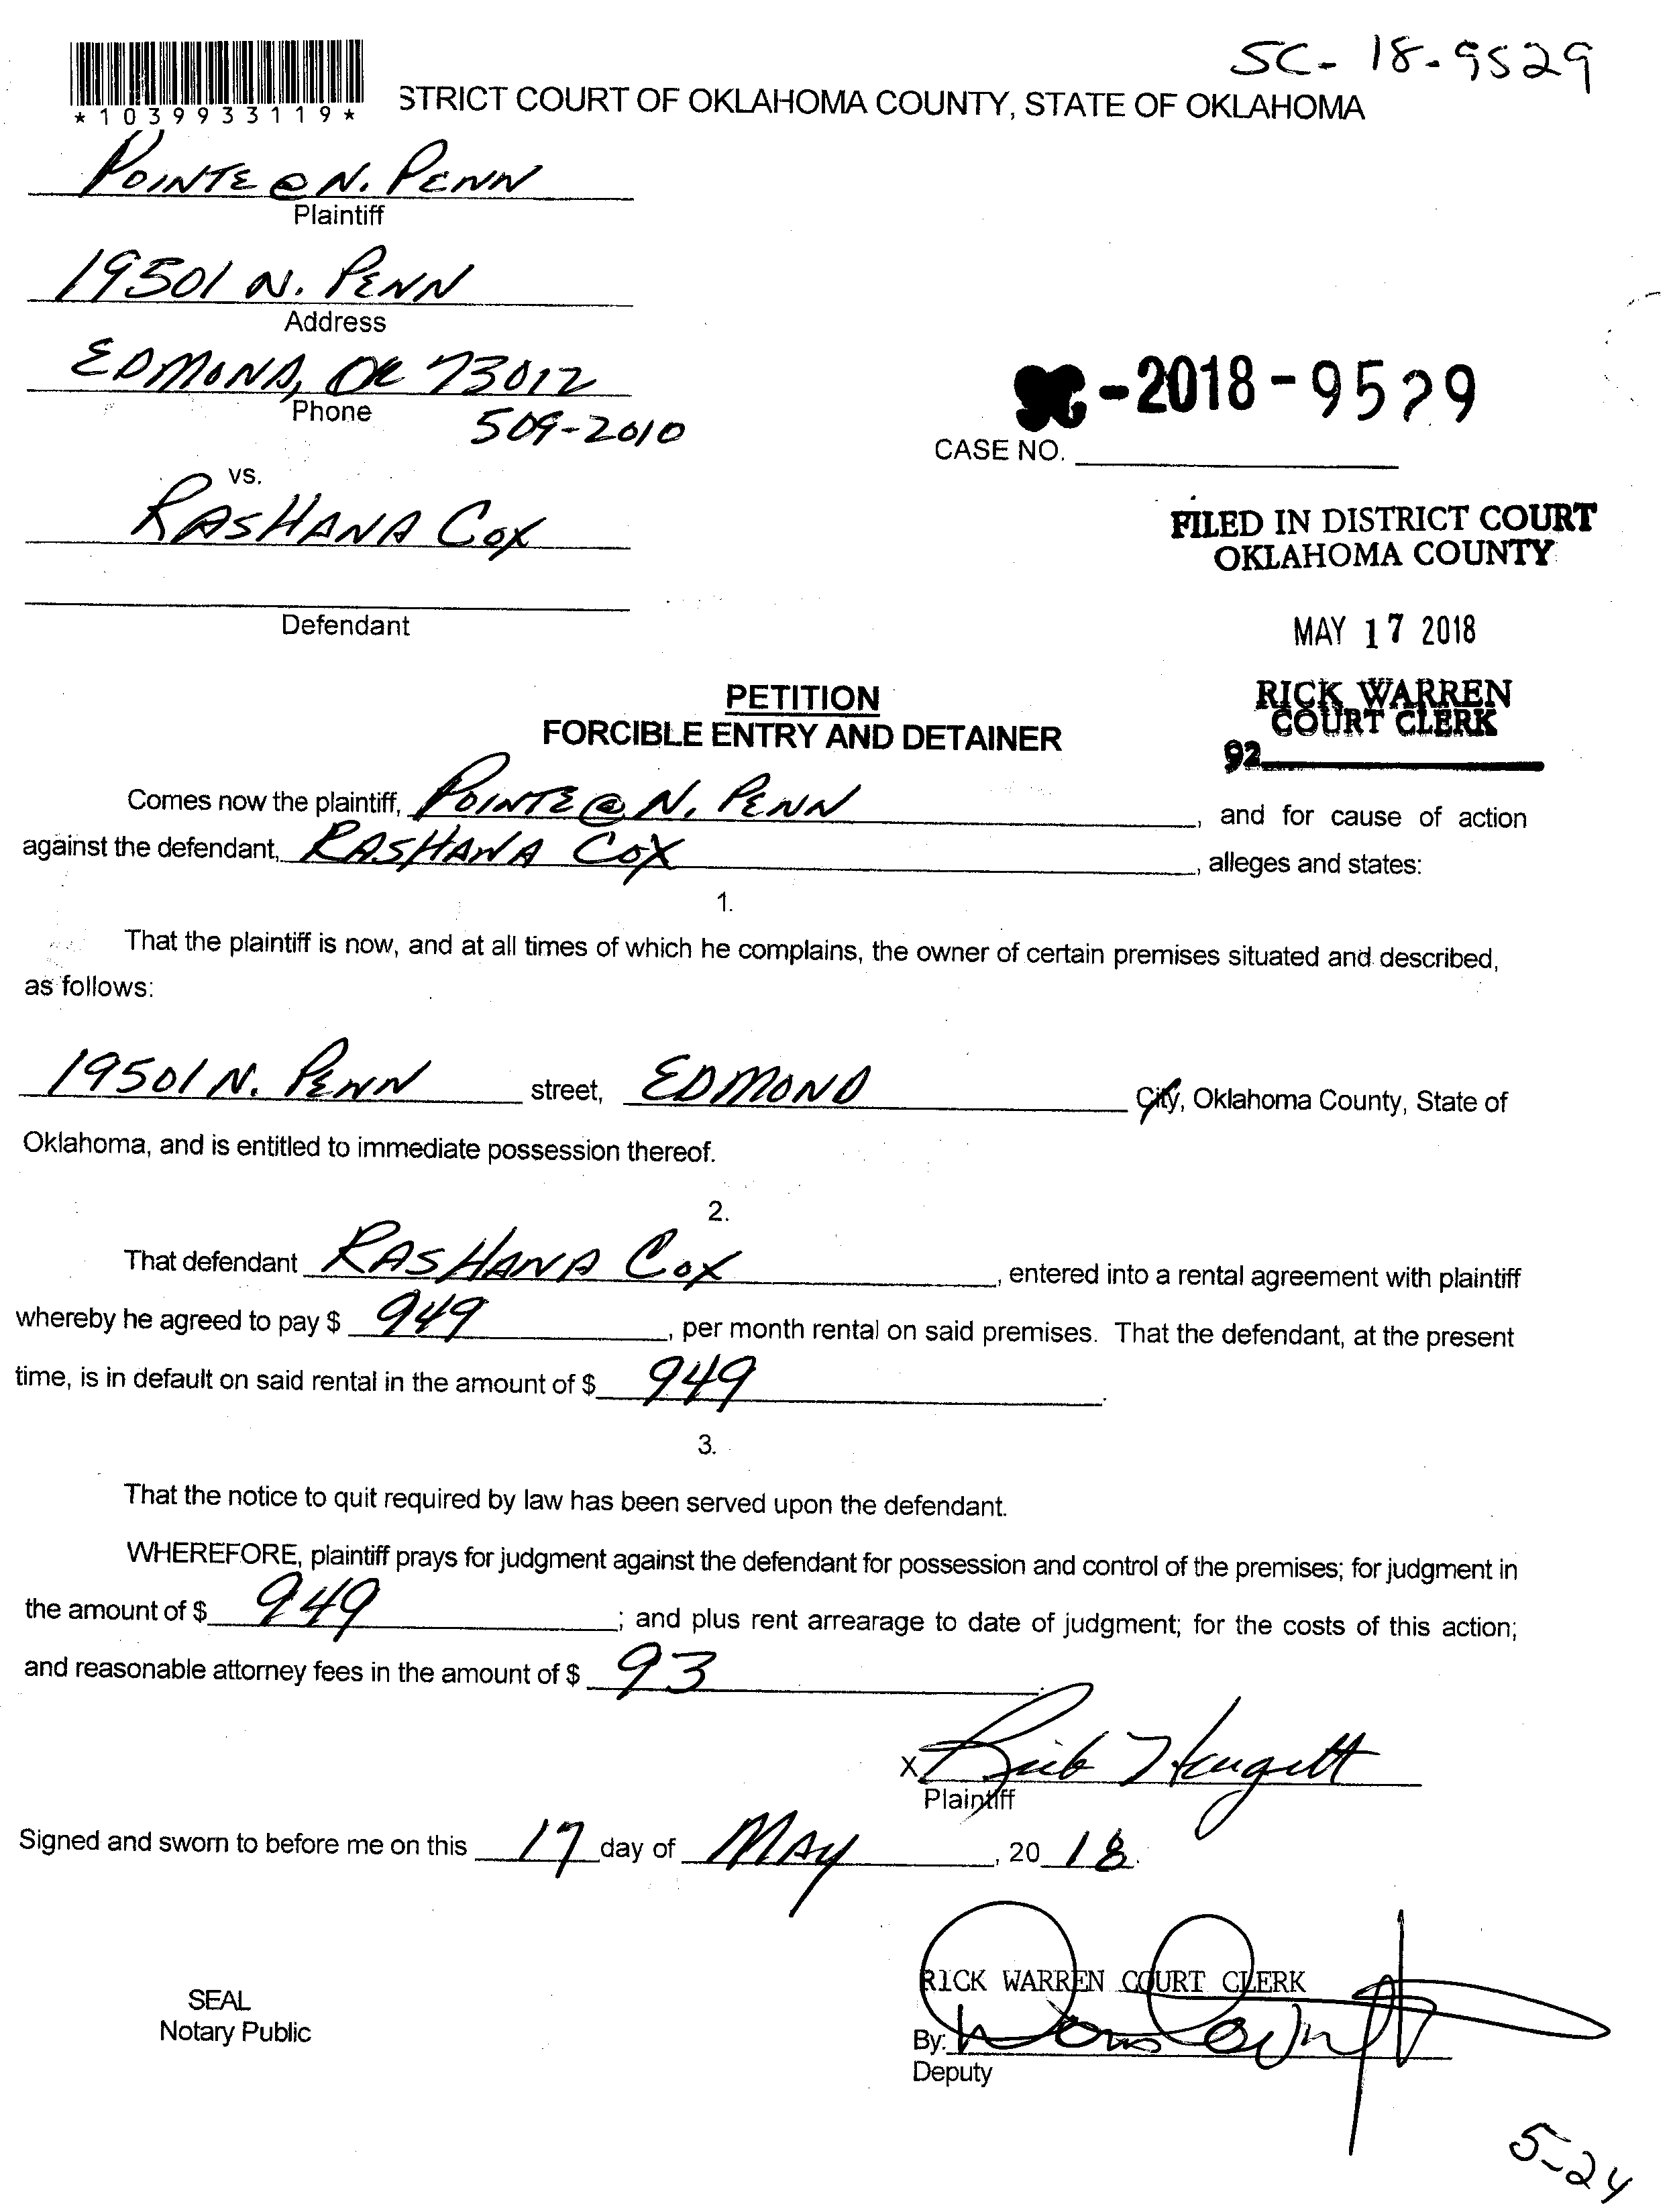 SC- 18-9529
*1039933119*
STRICT COURT OF OKLAHOMA COUNTY, STATE OF OKLAHOMA
POINTE @ N. PENN
Plaintiff
19501 N. PENN
Address
EDMOND, OK 73012
Phone
509-2010
-2018-9529
CASE NO.
vs.
RASHANA COX
Defendant
FILED IN DISTRICT COURT
OKLAHOMA COUNTY
MAY 17 2018
RICK WARREN
COURT CLERK
92
PETITION
FORCIBLE ENTRY AND DETAINER
Comes now the plaintiff, POINTE @ N. PENN, and for cause of action
against the defendant, RASHANA COX, alleges and states:
1.
That the plaintiff is now, and at all times of which he complains, the owner of certain premises situated and described,
as follows:
19501 N. PENN street, EDMOND City, Oklahoma County, State of
Oklahoma, and is entitled to immediate possession thereof.
2.
That defendant RASHANA COX, entered into a rental agreement with plaintiff
whereby he agreed to pay $ 949, per month rental on said premises. That the defendant, at the present
time, is in default on said rental in the amount of $ 949.
3.
That the notice to quit required by law has been served upon the defendant.
WHEREFORE, plaintiff prays for judgment against the defendant for possession and control of the premises; for judgment in
the amount of $ 949; and plus rent arrearage to date of judgment; for the costs of this action;
and reasonable attorney fees in the amount of $ 93.
X
Plaintiff
Signed and sworn to before me on this 17 day of MAY, 20 18.
SEAL
Notary Public
RICK WARREN COURT CLERK
By:
Deputy
5-24